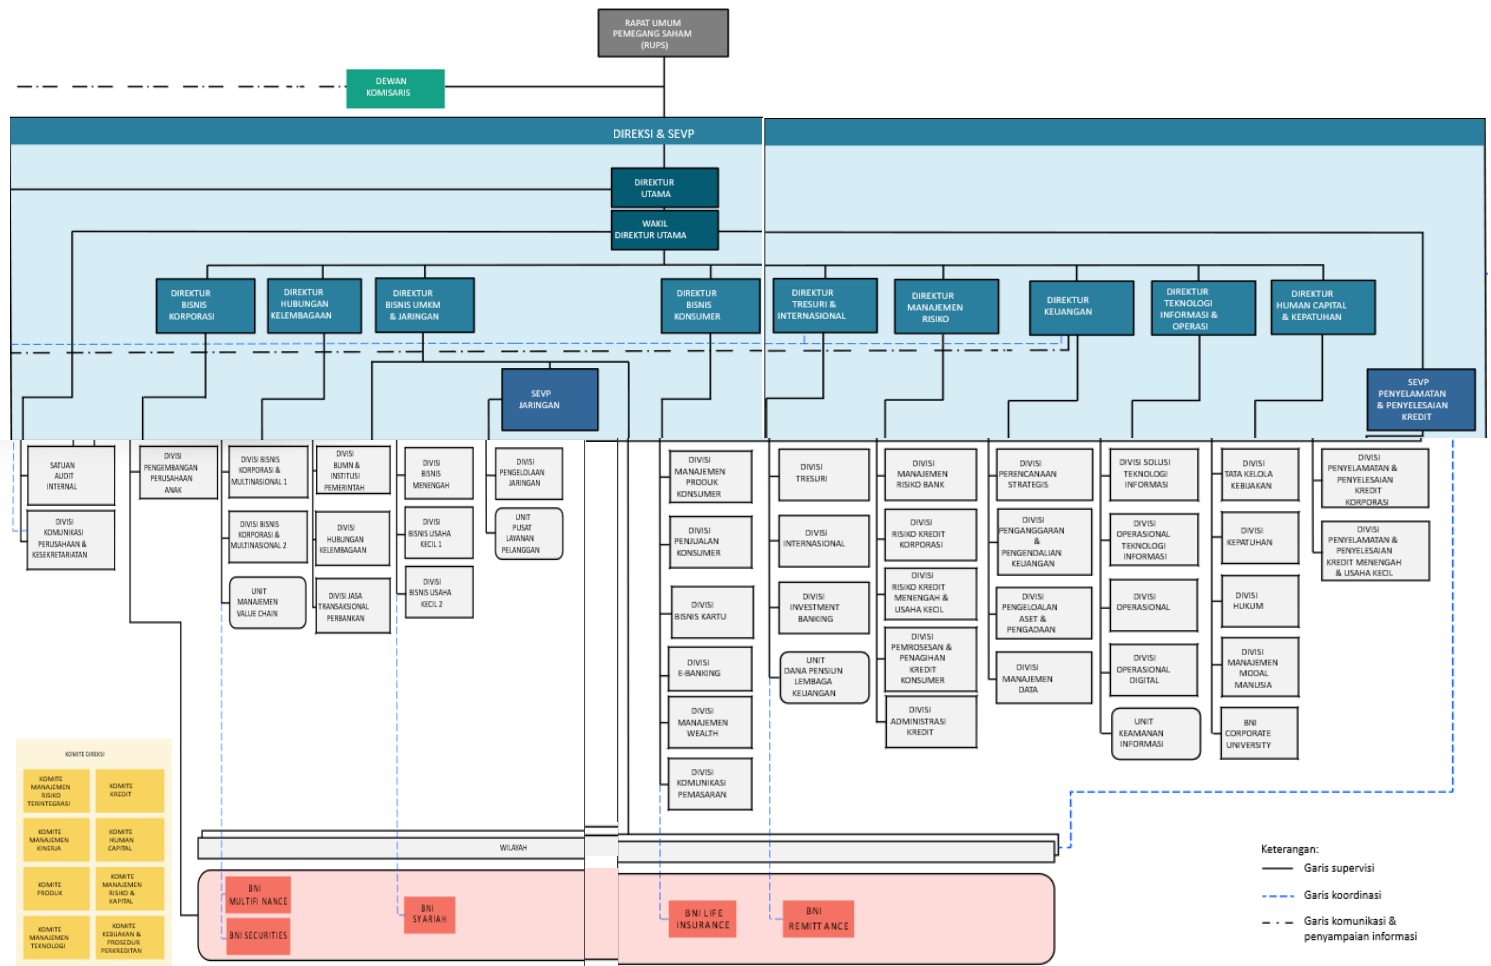 RAPAT UMUM
PEMEGANG SAHAM
(RUPS)
DEWAN
KOMISARIS
DIREKSI & SEVP
DIREKTUR
UTAMA
WAKIL
DIREKTUR UTAMA
DIREKTUR
BISNIS
KORPORASI
DIREKTUR
HUBUNGAN
KELEMBAGAAN
DIREKTUR
BISNIS UMKM
& JARINGAN
DIREKTUR
BISNIS
KONSUMER
DIREKTUR
TRESURI &
INTERNASIONAL
DIREKTUR
MANAJEMEN
RISIKO
DIREKTUR
KEUANGAN
DIREKTUR
TEKNOLOGI
INFORMASI &
OPERASI
DIREKTUR
HUMAN CAPITAL
& KEPATUHAN
SEVP
JARINGAN
SEVP
PENYELAMATAN
& PENYELESAIAN
KREDIT
SATUAN
AUDIT
INTERNAL
DIVISI
KOMUNIKASI
PERUSAHAAN &
KESEKRETARIATAN
DIVISI
PENGEMBANGAN
PERUSAHAAN
ANAK
DIVISI BISNIS
KORPORASI &
MULTINASIONAL 1
DIVISI BISNIS
KORPORASI &
MULTINASIONAL 2
UNIT
MANAJEMEN
VALUE CHAIN
DIVISI
BUMN &
INSTITUSI
PEMERINTAH
DIVISI
HUBUNGAN
KELEMBAGAAN
DIVISI JASA
TRANSAKSIONAL
PERBANKAN
DIVISI
BISNIS
MENENGAH
DIVISI
BISNIS USAHA
KECIL 1
DIVISI
BISNIS USAHA
KECIL 2
DIVISI
PENGELOLAAN
JARINGAN
UNIT
PUSAT
LAYANAN
PELANGGAN
DIVISI
MANAJEMEN
PRODUK
KONSUMER
DIVISI
PENJUALAN
KONSUMER
DIVISI
BISNIS KARTU
DIVISI
E-BANKING
DIVISI
MANAJEMEN
WEALTH
DIVISI
KOMUNIKASI
PEMASARAN
DIVISI
TRESURI
DIVISI
INTERNASIONAL
DIVISI
INVESTMENT
BANKING
UNIT
DANA PENSIUN
LEMBAGA
KEUANGAN
DIVISI
MANAJEMEN
RISIKO BANK
DIVISI
RISIKO KREDIT
KORPORASI
DIVISI
RISIKO KREDIT
MENENGAH &
USAHA KECIL
DIVISI
PEMROSESAN &
PENAGIHAN
KREDIT
KONSUMER
DIVISI
ADMINISTRASI
KREDIT
DIVISI
PERENCANAAN
STRATEGIS
DIVISI
PENGANGGARAN
&
PENGENDALIAN
KEUANGAN
DIVISI
PENGELOALAN
ASET &
PENGADAAN
DIVISI
MANAJEMEN
DATA
DIVISI SOLUSI
TEKNOLOGI
INFORMASI
DIVISI
OPERASIONAL
TEKNOLOGI
INFORMASI
DIVISI
OPERASIONAL
DIVISI
OPERASIONAL
DIGITAL
UNIT
KEAMANAN
INFORMASI
DIVISI
TATA KELOLA
KEBIJAKAN
DIVISI
KEPATUHAN
DIVISI
HUKUM
DIVISI
MANAJEMEN
MODAL
MANUSIA
BNI
CORPORATE
UNIVERSITY
DIVISI
PENYELAMATAN &
PENYELESAIAN
KREDIT
KORPORASI
DIVISI
PENYELAMATAN &
PENYELESAIAN
KREDIT MENENGAH
& USAHA KECIL
KOMITE DIREKSI
KOMITE
MANAJEMEN
RISIKO
TERINTEGRASI
KOMITE
KREDIT
KOMITE
MANAJEMEN
KINERJA
KOMITE
HUMAN
CAPITAL
KOMITE
PRODUK
KOMITE
MANAJEMEN
RISIKO &
KAPITAL
KOMITE
MANAJEMEN
TEKNOLOGI
KOMITE
KEBIJAKAN &
PROSEDUR
PERKREDITAN
WILAYAH
BNI
MULTIFI NANCE
BNI SECURITIES
BNI
SYARIAH
BNI LIFE
INSURANCE
BNI
REMITTANCE
Keterangan:
Garis supervisi
Garis koordinasi
Garis komunikasi &
penyampaian informasi